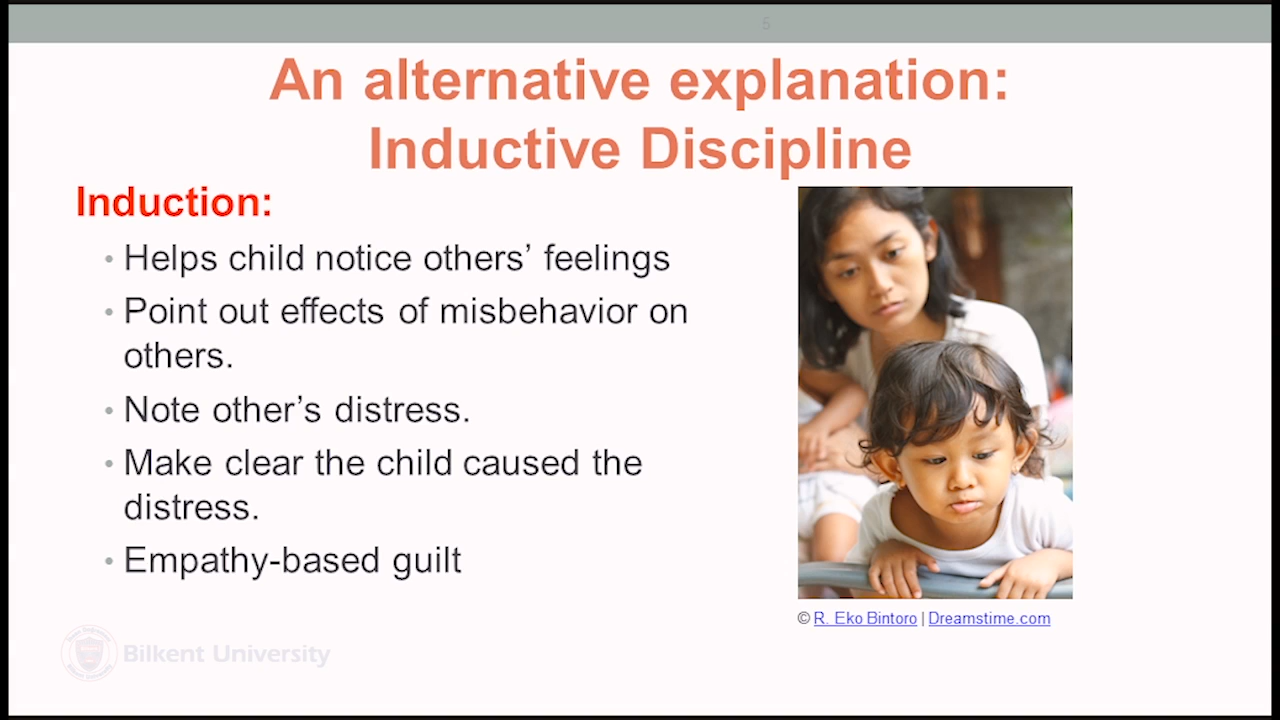 5
An alternative explanation:
Inductive Discipline
Induction:
• Helps child notice others’ feelings
• Point out effects of misbehavior on
others.
• Note other’s distress.
• Make clear the child caused the
distress.
• Empathy-based guilt
© R. Eko Bintoro | Dreamstime.com
Bilkent University